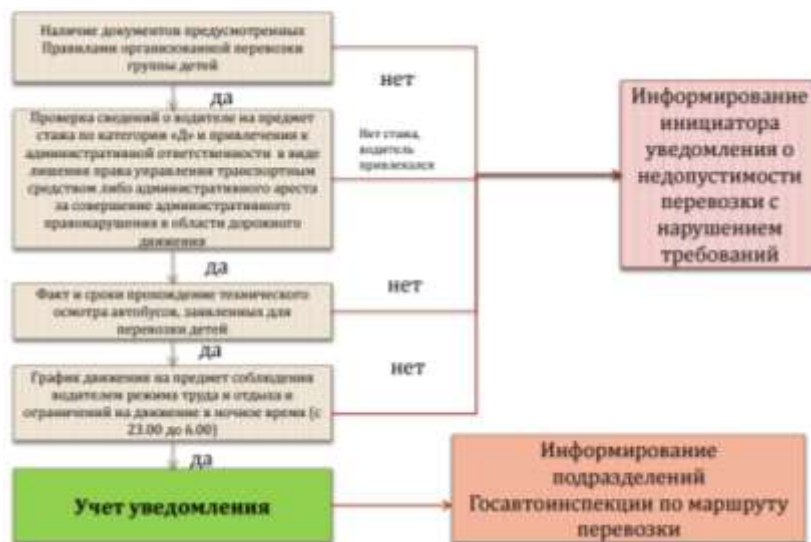 Наличие документов предусмотренных
Правилами организованной перевозки
группы детей
нет
да
Проверка сведений о водителе на предмет
стажа по категории «Д» и привлечения к
административной ответственности в виде
лишения права управления транспортным
средством либо административного ареста
за совершение административного
правонарушения в области дорожного
движения
Нет стажа,
водитель
привлекался
Информирование
инициатора
уведомления о
недопустимости
перевозки с
нарушением
требований
да
Факт и сроки прохождение технического
осмотра автобусов, заявленных для
перевозки детей
нет
да
График движения на предмет соблюдения
водителем режима труда и отдыха и
ограничений на движение в ночное время (с
23.00 до 6.00)
нет
да
Учет уведомления
Информирование
подразделений
Госавтоинспекции по маршруту
перевозки